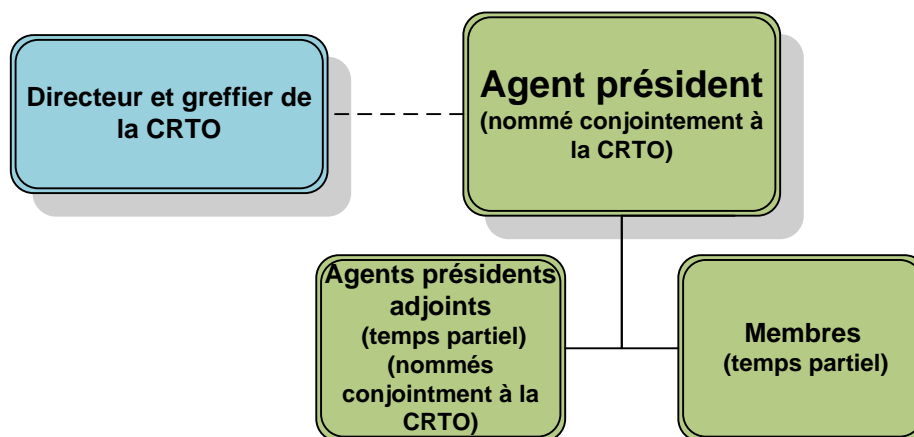 Directeur et greffier de
la CRTO
Agent président
(nommé conjointement à
la CRTO)
Agents présidents
adjoints
(temps partiel)
(nommés
conjointment à la
CRTO)
Membres
(temps partiel)